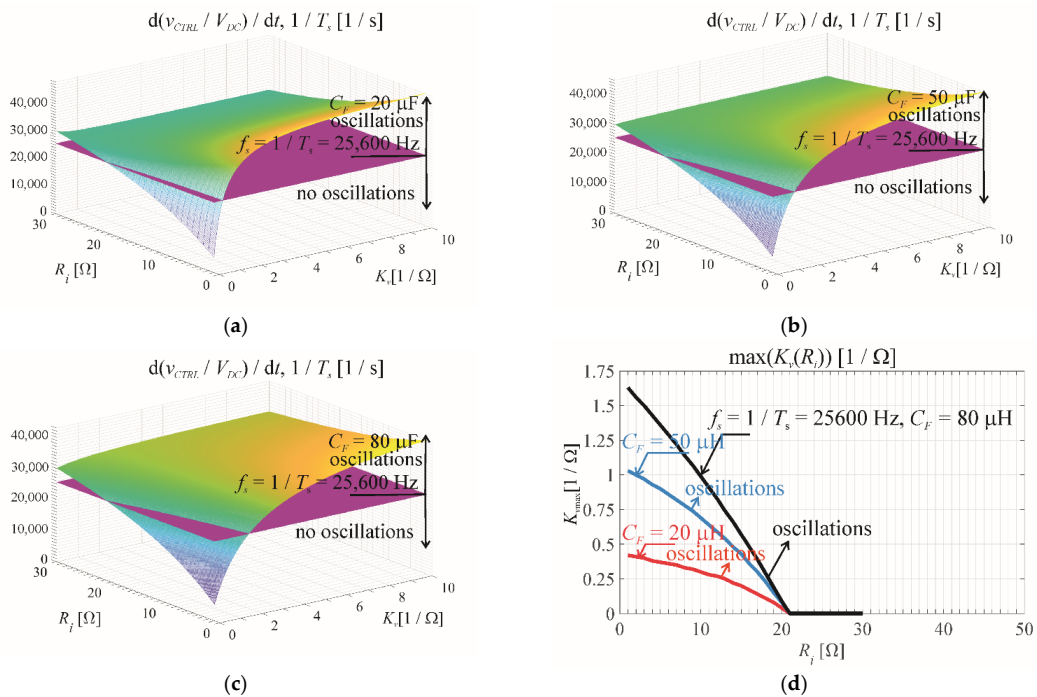 d(v_CTRL / V_DC) / dt, 1 / T_s [1 / s]
40,000
30,000
20,000
10,000
0
30
20
10
0
R_i [Ω]
0
2
4
6
8
10
K_v[1 / Ω]
C_F = 20 μF
oscillations
f_s = 1 / T_s = 25,600 Hz
no oscillations
(a)
d(v_CTRL / V_DC) / dt, 1 / T_s [1 / s]
40,000
30,000
20,000
10,000
0
30
20
10
0
R_i [Ω]
0
2
4
6
8
10
K_v[1 / Ω]
C_F = 50 μF
oscillations
f_s = 1 / T_s = 25,600 Hz
no oscillations
(b)
d(v_CTRL / V_DC) / dt, 1 / T_s [1 / s]
40,000
30,000
20,000
10,000
0
30
20
10
0
R_i [Ω]
0
2
4
6
8
10
K_v[1 / Ω]
C_F = 80 μF
oscillations
f_s = 1 / T_s = 25,600 Hz
no oscillations
(c)
max(K_v(R_i)) [1 / Ω]
1.75
1.5
1.25
1
0.75
0.5
0.25
0
K_vmax[1 / Ω]
f_s = 1 / T_s = 25600 Hz, C_F = 80 μH
C_F = 50 μH
oscillations
C_F = 20 μH
oscillations
oscillations
0
10
20
30
40
50
R_i [Ω]
(d)